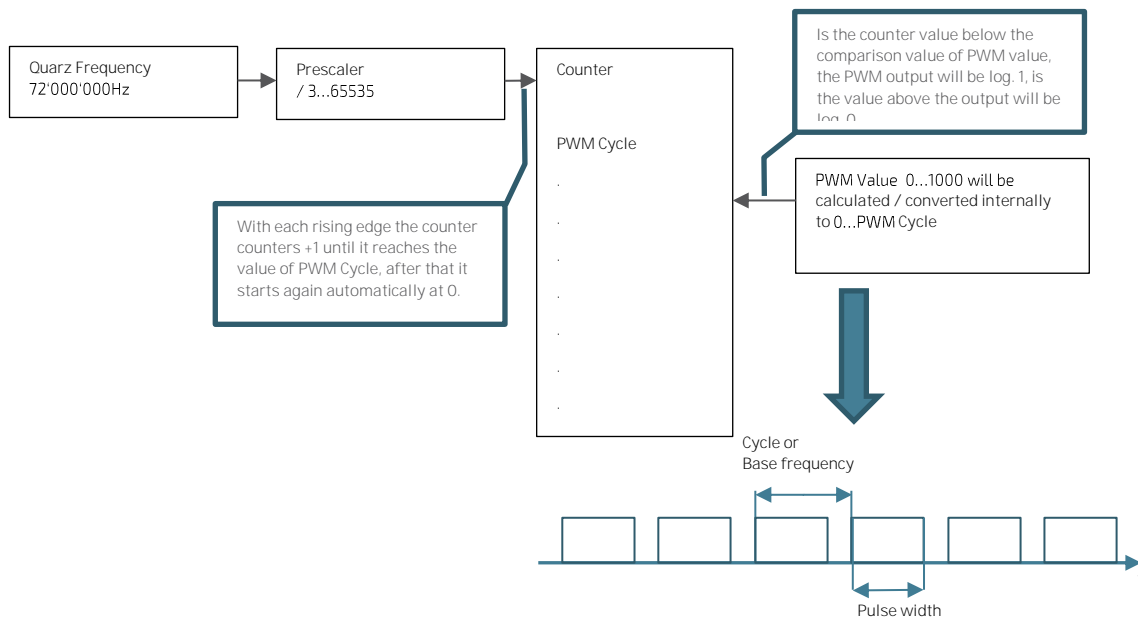 Quarz Frequency
72'000'000Hz
Prescaler
/ 3...65535
Counter
PWM Cycle
.
.
.
.
.
.
.
Is the counter value below the
comparison value of PWM value,
the PWM output will be log. 1, is
the value above the output will be
log. 0
PWM Value 0...1000 will be
calculated / converted internally
to 0...PWM Cycle
With each rising edge the counter
counters +1 until it reaches the
value of PWM Cycle, after that it
starts again automatically at 0.
Cycle or
Base frequency
Pulse width